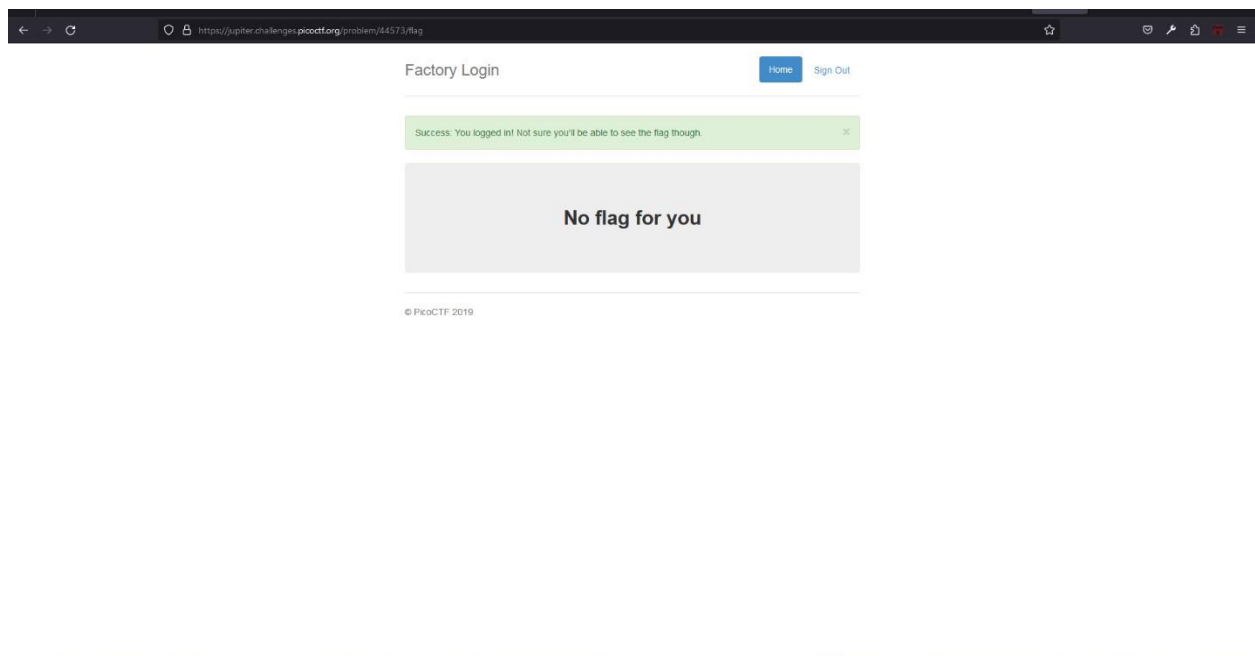 https://jupiter.challenges.picoctf.org/problem/44573/flag
Factory Login
Home
Sign Out
Success: You logged in! Not sure you'll be able to see the flag though.
×
No flag for you
© PicoCTF 2019